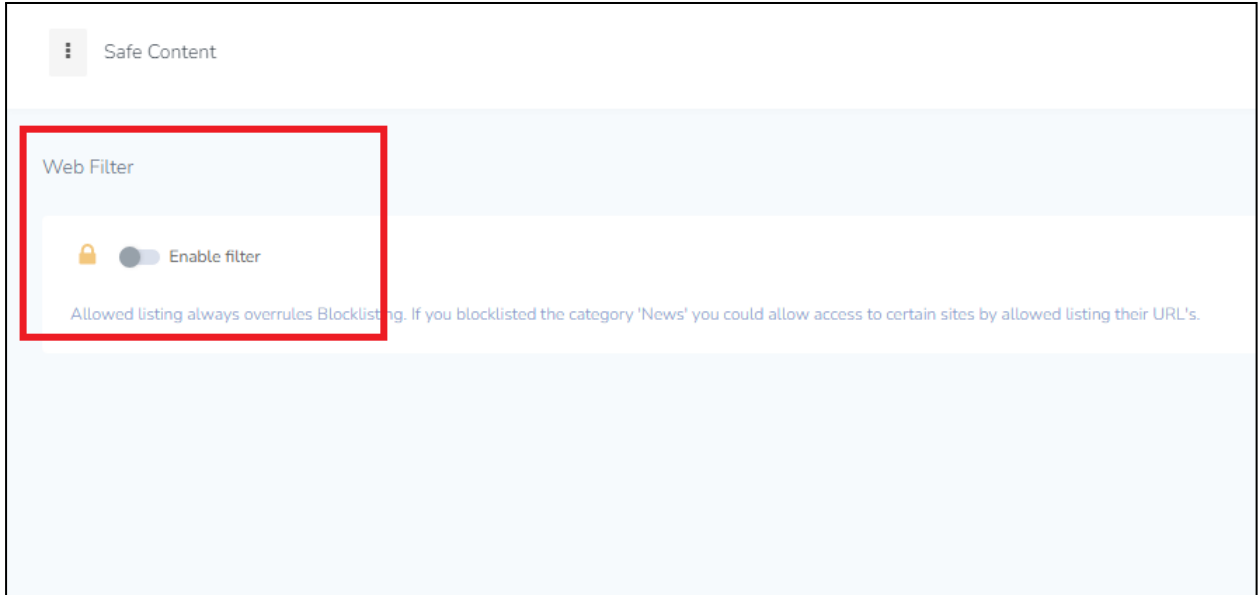 Safe Content
Web Filter
Enable filter
Allowed listing always overrules Blocklisting. If you blocklisted the category 'News' you could allow access to certain sites by allowed listing their URL's.